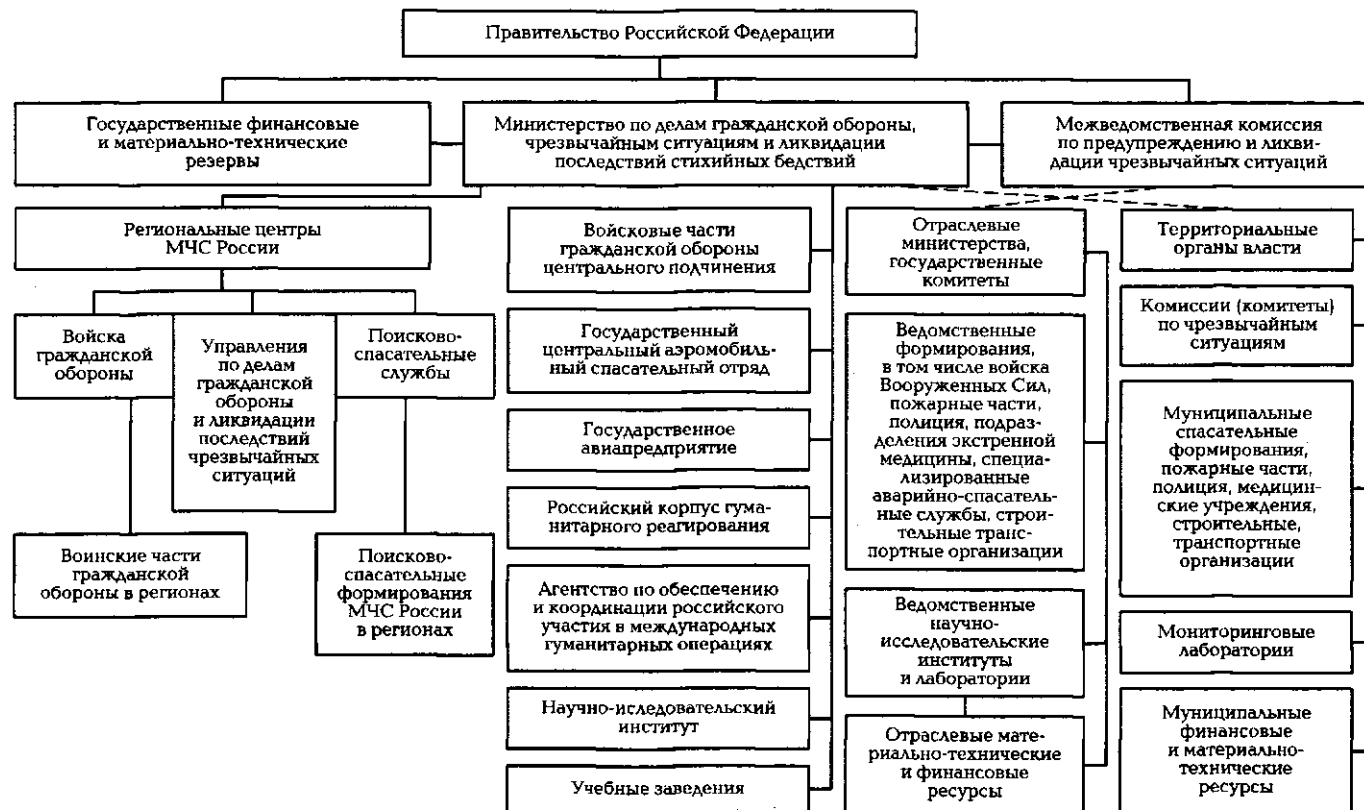 Правительство Российской Федерации
Государственные финансовые
и материально-технические
резервы
Министерство по делам гражданской обороны,
чрезвычайным ситуациям и ликвидации
последствий стихийных бедствий
Межведомственная комиссия
по предупреждению и ликви-
дации чрезвычайных ситуаций
Региональные центры
МЧС России
Войска
гражданской
обороны
Управления
по делам
гражданской
обороны
и ликвидации
последствий
чрезвычайных
ситуаций
Поисково-
спасательные
службы
Воинские части
гражданской
обороны в регионах
Поисково-
спасательные
формирования
МЧС России
в регионах
Войсковые части
гражданской обороны
центрального подчинения
Государственный
центральный аэромобиль-
ный спасательный отряд
Государственное
авиапредприятие
Российский корпус гума-
нитарного реагирования
Агентство по обеспечению
и координации российского
участия в международных
гуманитарных операциях
Научно-иследовательский
институт
Учебные заведения
Отраслевые
министерства,
государственные
комитеты
Ведомственные
формирования,
в том числе войска
Вооруженных Сил,
пожарные части,
полиция, подраз-
деления экстренной
медицины, специа-
лизированные
аварийно-спасатель-
ные службы, строи-
тельные транс-
портные организации
Ведомственные
научно-
исследовательские
институты
и лаборатории
Отраслевые мате-
риально-технические
и финансовые
ресурсы
Территориальные
органы власти
Комиссии (комитеты)
по чрезвычайным
ситуациям
Муниципальные
спасательные
формирования,
пожарные части,
полиция, медицин-
ские учреждения,
строительные,
транспортные
организации
Мониторинговые
лаборатории
Муниципальные
финансовые
и материально-
технические
ресурсы